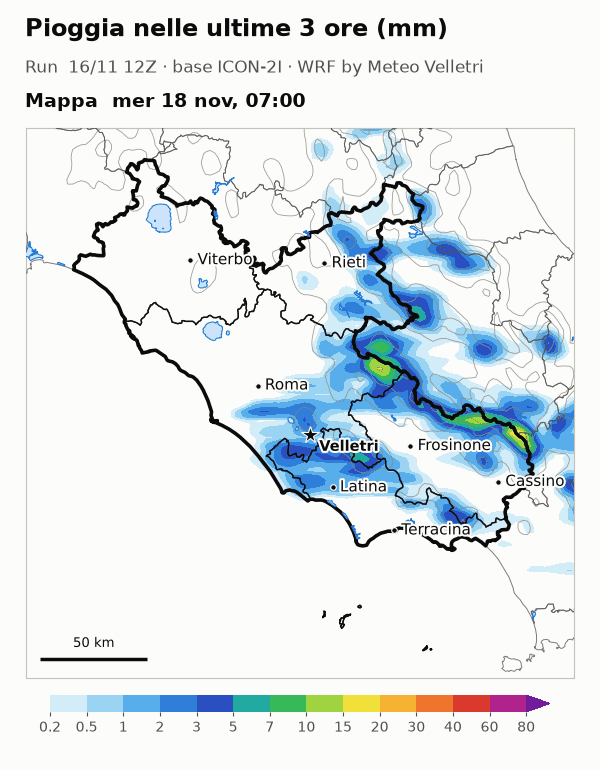 Pioggia nelle ultime 3 ore (mm)
Run  16/11 12Z · base ICON-2I · WRF by Meteo Velletri
Mappa  mer 18 nov, 07:00
Viterbo
Rieti
Roma
Velletri
Frosinone
Latina
Cassino
Terracina
50 km
0.2 0.5 1 2 3 5 7 10 15 20 30 40 60 80